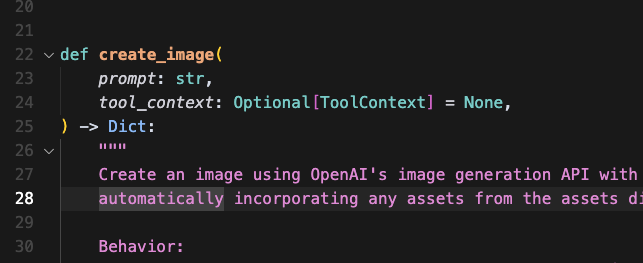 20
21
22 def create_image(
23 prompt: str,
24 tool_context: Optional[ToolContext] = None,
25 ) -> Dict:
26 """
27 Create an image using OpenAI's image generation API with
28 automatically incorporating any assets from the assets di
29
30 Behavior: